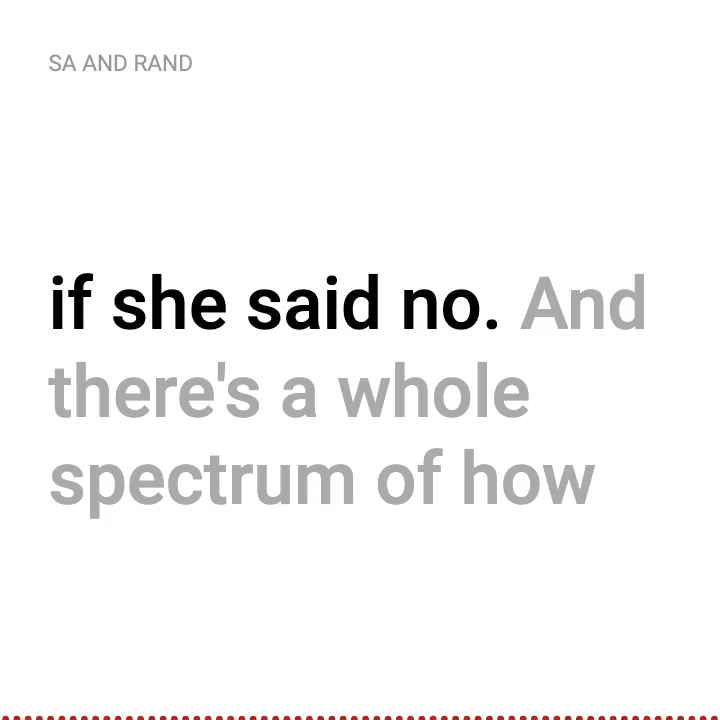 SA AND RAND
if she said no. And
there's a whole
spectrum of how